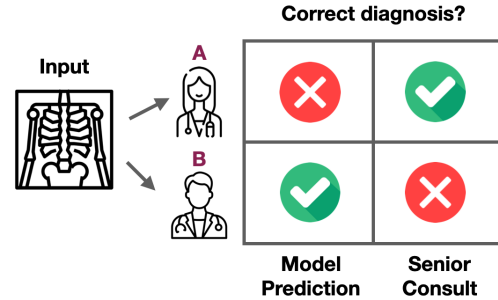 Correct diagnosis?
Input
A
B
Model
Prediction
Senior
Consult